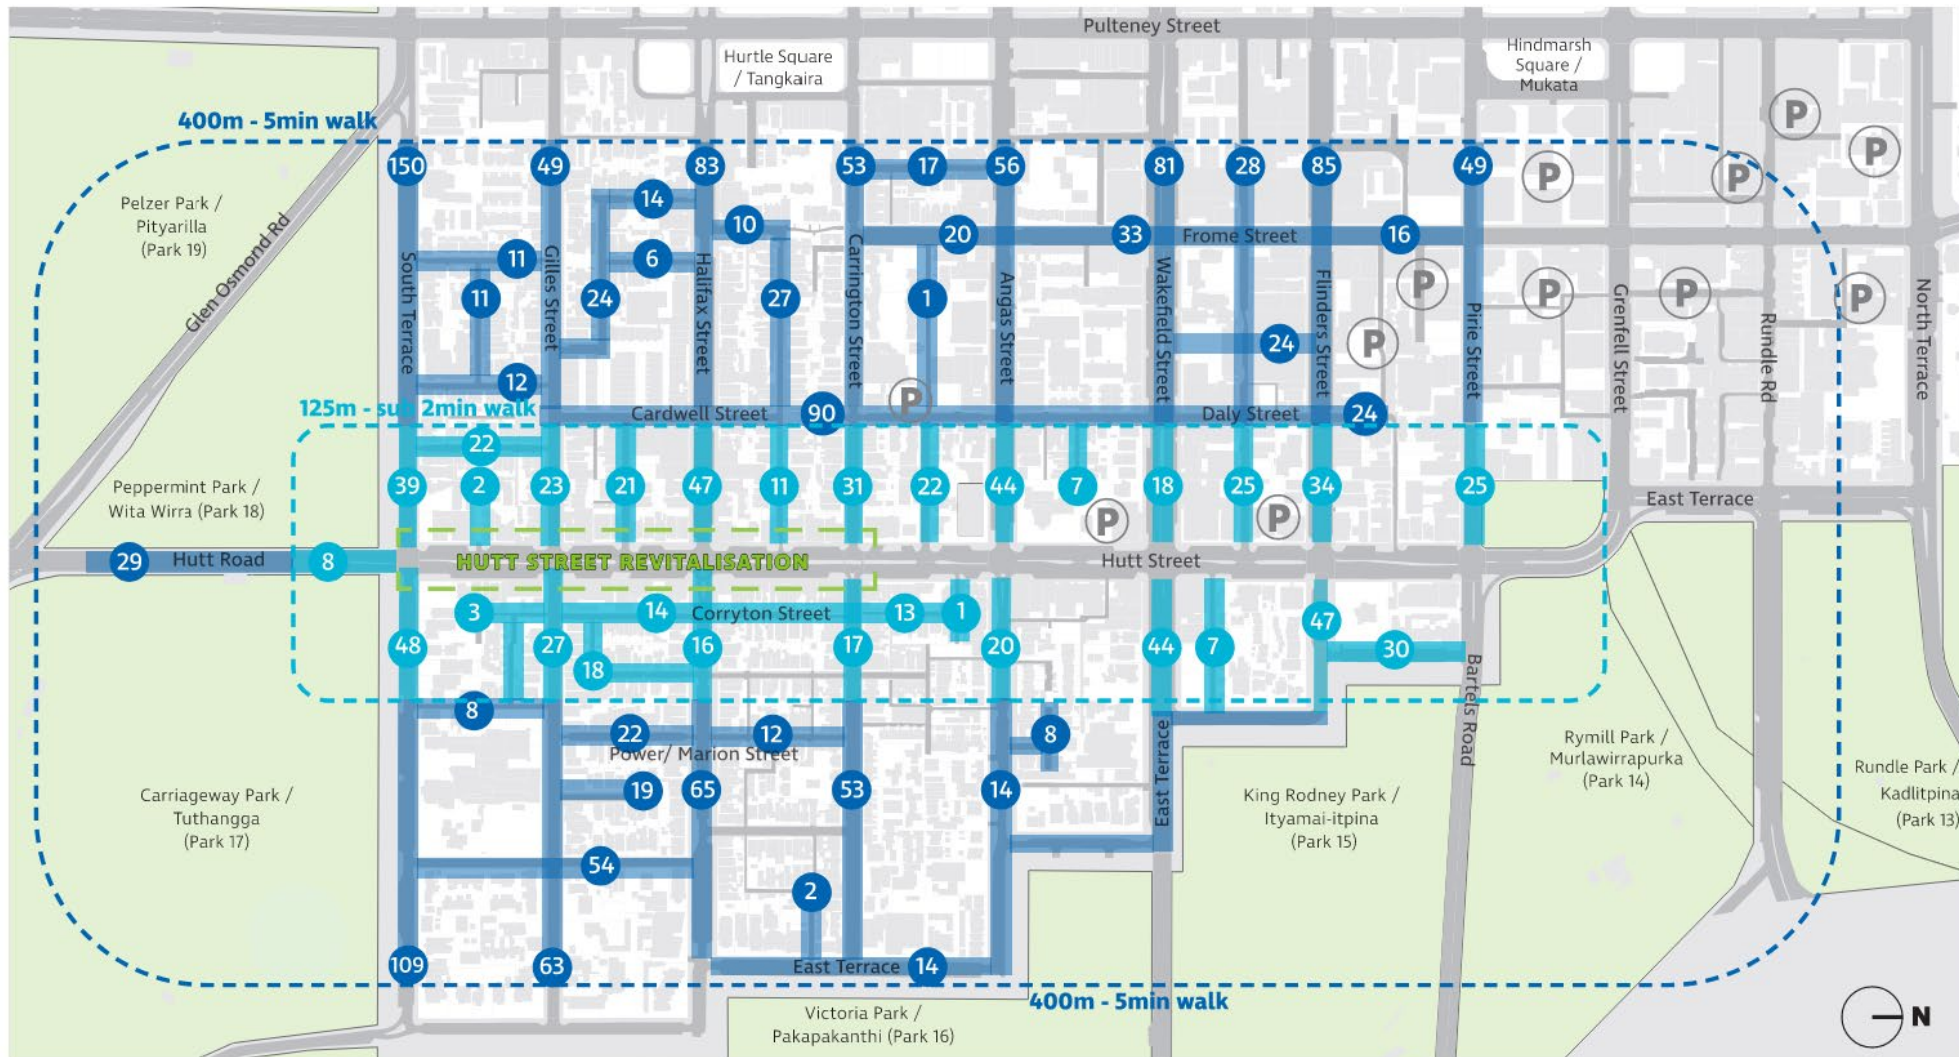 Pulteney Street
Hurtle Square
/ Tangkaira
Hindmarsh
Square /
Mukata
P
P
400m - 5min walk
150
49
83
53
17
56
81
28
85
49
P
P
Pelzer Park /
Pityarilla
(Park 19)
Glen Osmond Rd
14
10
20
33
Frome Street
16
11
6
11
24
27
1
South Terrace
Gilles Street
Halifax Street
Carrington Street
Angas Street
Wakefield Street
Flinders Street
Pirie Street
Grenfell Street
Rundle Rd
North Terrace
P
P
P
P
24
P
12
125m - sub 2min walk
Cardwell Street
90
P
Daly Street
24
22
Peppermint Park /
Wita Wirra (Park 18)
39
2
23
21
47
11
31
22
44
7
18
25
34
25
East Terrace
P
P
29
Hutt Road
8
HUTT STREET REVITALISATION
Hutt Street
3
14
Corryton Street
13
1
47
48
27
18
16
17
20
44
7
30
Bartels Road
8
22
12
8
Power/ Marion Street
East Terrace
Rymill Park /
Murlawirrapurka
(Park 14)
Rundle Park /
Kadlitpina
(Park 13)
Carriageway Park /
Tuthangga
(Park 17)
19
65
53
14
King Rodney Park /
Ityamai-itpina
(Park 15)
54
2
109
63
East Terrace
14
400m - 5min walk
Victoria Park /
Pakapakanthi (Park 16)
N